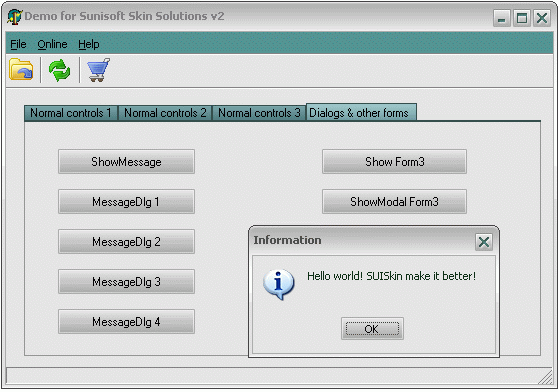 Demo for Sunisoft Skin Solutions v2
File Online Help
Normal controls 1 Normal controls 2 Normal controls 3 Dialogs & other forms
ShowMessage Show Form3
MessageDlg 1 ShowModal Form3
MessageDlg 2
Information
MessageDlg 3
Hello world! SUISkin make it better!
MessageDlg 4
OK